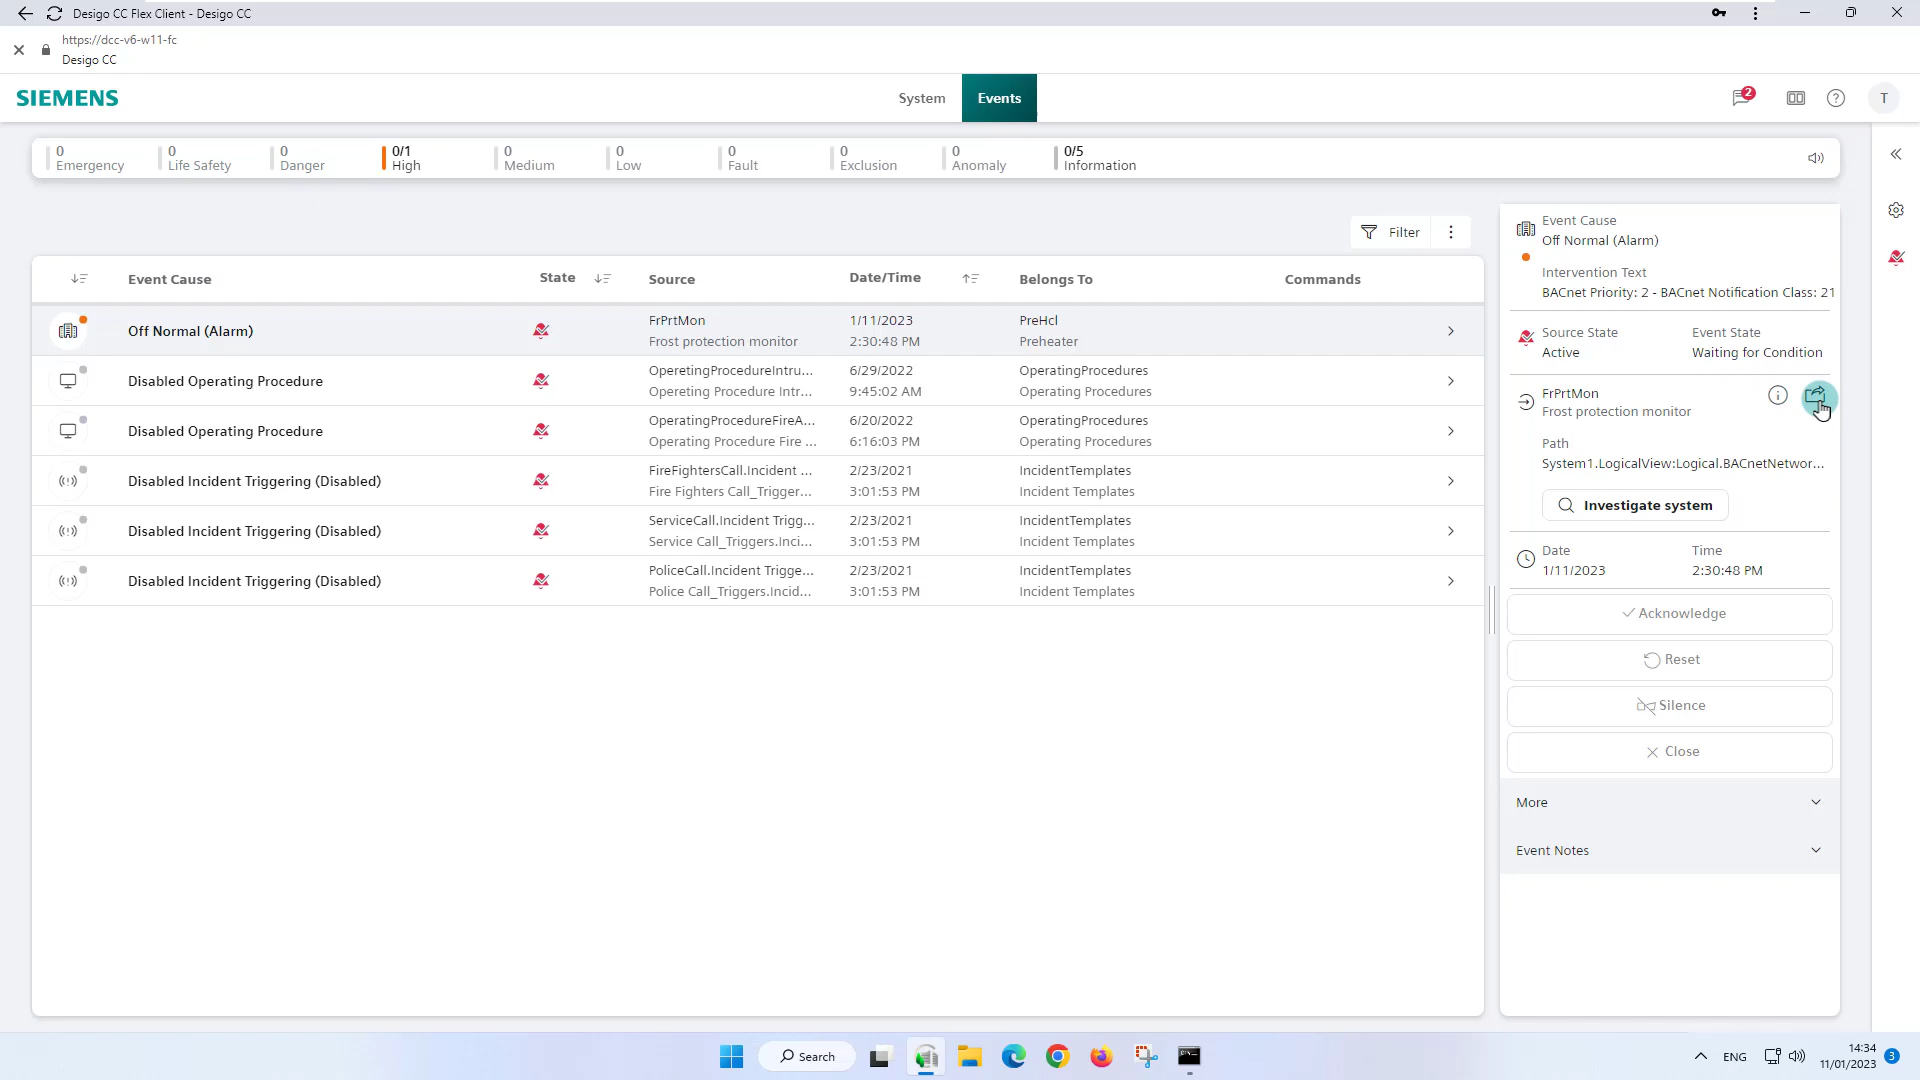 Desigo CC Flex Client - Desigo CC
https://dcc-v6-w11-fc
Desigo CC
SIEMENS
System
Events
2
T
0
Emergency
0
Life Safety
0
Danger
0/1
High
0
Medium
0
Low
0
Fault
0
Exclusion
0
Anomaly
0/5
Information
Filter
Event Cause
State
Source
Date/Time
Belongs To
Commands
Off Normal (Alarm)
FrPrtMon
Frost protection monitor
1/11/2023
2:30:48 PM
PreHcl
Preheater
Disabled Operating Procedure
OperetingProcedureIntru...
Opereting Procedure Intr...
6/29/2022
9:45:02 AM
OperatingProcedures
Operating Procedures
Disabled Operating Procedure
OperatingProcedureFireA...
Operating Procedure Fire ...
6/20/2022
6:16:03 PM
OperatingProcedures
Operating Procedures
Disabled Incident Triggering (Disabled)
FireFightersCall.Incident ...
Fire Fighters Call_Trigger...
2/23/2021
3:01:53 PM
IncidentTemplates
Incident Templates
Disabled Incident Triggering (Disabled)
ServiceCall.Incident Trigg...
Service Call_Triggers.Inci...
2/23/2021
3:01:53 PM
IncidentTemplates
Incident Templates
Disabled Incident Triggering (Disabled)
PoliceCall.Incident Trigge...
Police Call_Triggers.Incid...
2/23/2021
3:01:53 PM
IncidentTemplates
Incident Templates
Event Cause
Off Normal (Alarm)
Intervention Text
BACnet Priority: 2 - BACnet Notification Class: 21
Source State
Active
Event State
Waiting for Condition
FrPrtMon
Frost protection monitor
Path
System1.LogicalView:Logical.BACnetNetwor...
Investigate system
Date
1/11/2023
Time
2:30:48 PM
Acknowledge
Reset
Silence
Close
More
Event Notes
Search
ENG
14:34
11/01/2023
3